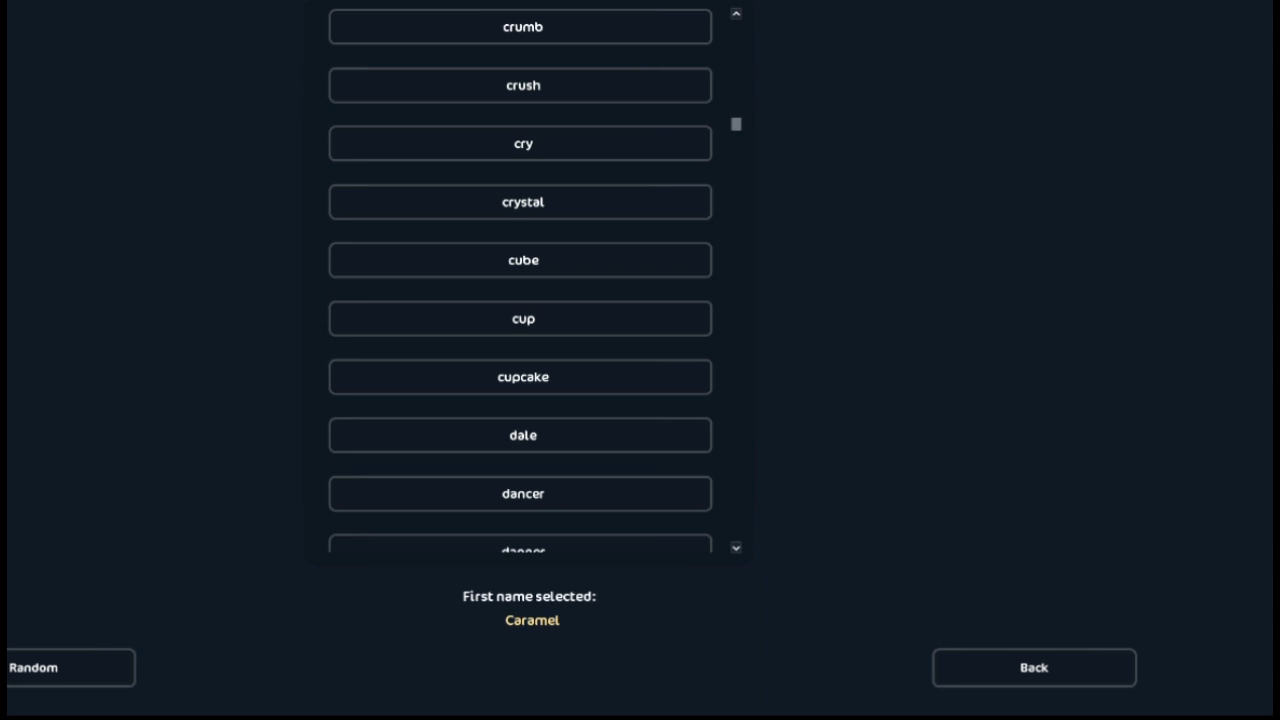 crumb
crush
cry
crystal
cube
cup
cupcake
dale
dancer
First name selected:
Caramel
Random
Back